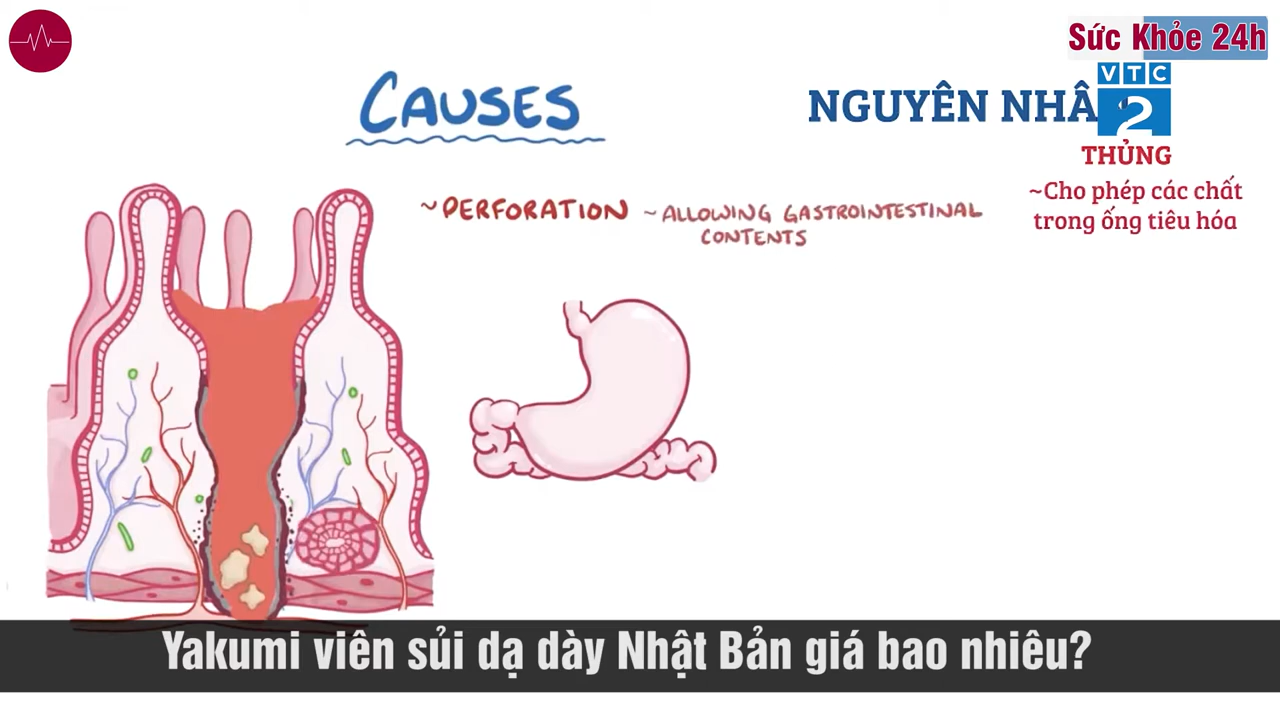 Sức Khỏe 24h
VTC
2
CAUSES
NGUYÊN NHÂ
THỦNG
~PERFORATION ~ALLOWING GASTROINTESTINAL
CONTENTS
~Cho phép các chất
trong ống tiêu hóa
Yakumi viên sủi dạ dày Nhật Bản giá bao nhiêu?